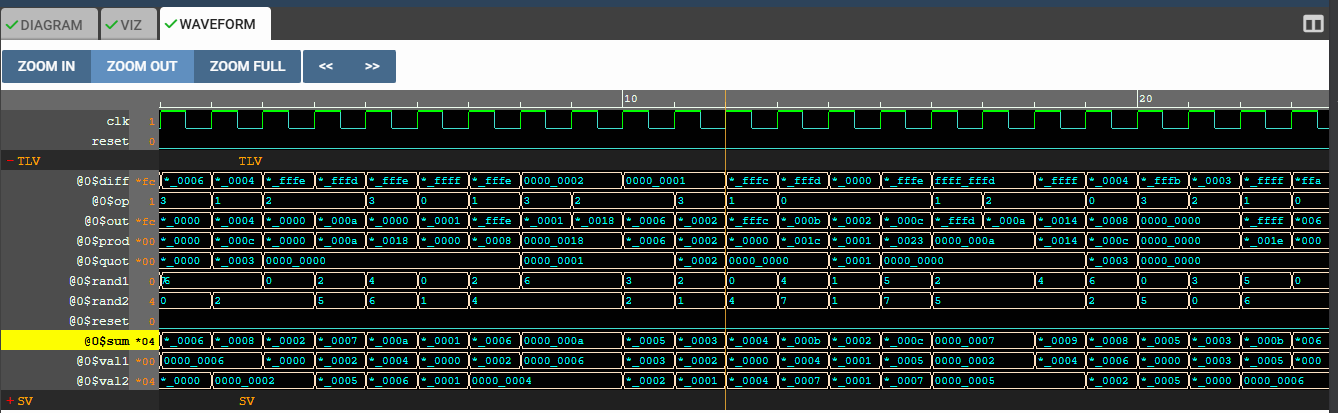 DIAGRAM VIZ WAVEFORM
ZOOM IN ZOOM OUT ZOOM FULL << >>
10 20
clk 1
reset 0
-TLV TLV
@0$diff *fc *_0006 *_0004 *_fffe *_fffd *_fffe *_ffff *_fffe 0000_0002 0000_0001 *_fffc *_fffd *_0000 *_fffe ffff_fffd *_ffff *_0004 *_fffb *_0003 *_ffff *ffa
@0$op 1 3 1 2 3 0 1 3 2 3 1 0 1 2 0 3 2 1 0
@0$out *fc *_0000 *_0004 *_0000 *_000a *_0000 *_0001 *_fffe *_0001 *_0018 *_0006 *_0002 *_fffc *_000b *_0002 *_000c *_fffd *_000a *_0014 *_0008 0000_0000 *_ffff *006
@0$prod *00 *_0000 *_000c *_0000 *_000a *_0018 *_0000 *_0008 0000_0018 *_0006 *_0002 *_0000 *_001c *_0001 *_0023 0000_000a *_0014 *_000c 0000_0000 *_001e *000
@0$quot *00 *_0000 *_0003 0000_0000 0000_0001 *_0002 0000_0000 *_0001 0000_0000 *_0003 0000_0000
@0$rand1 0 6 0 2 4 0 2 6 3 2 0 4 1 5 2 4 6 0 3 5 0
@0$rand2 4 0 2 5 6 1 4 2 1 4 7 1 7 5 2 5 0 6
@0$reset 0
@0$sum *04 *_0006 *_0008 *_0002 *_0007 *_000a *_0001 *_0006 0000_000a *_0005 *_0003 *_0004 *_000b *_0002 *_000c 0000_0007 *_0009 *_0008 *_0005 *_0003 *_000b *006
@0$val1 *00 0000_0006 *_0000 *_0002 *_0004 *_0000 *_0002 0000_0006 *_0003 *_0002 *_0000 *_0004 *_0001 *_0005 0000_0002 *_0004 *_0006 *_0000 *_0003 *_0005 *000
@0$val2 *04 *_0000 0000_0002 *_0005 *_0006 *_0001 0000_0004 *_0002 *_0001 *_0004 *_0007 *_0001 *_0007 0000_0005 *_0002 *_0005 *_0000 0000_0006
+SV SV